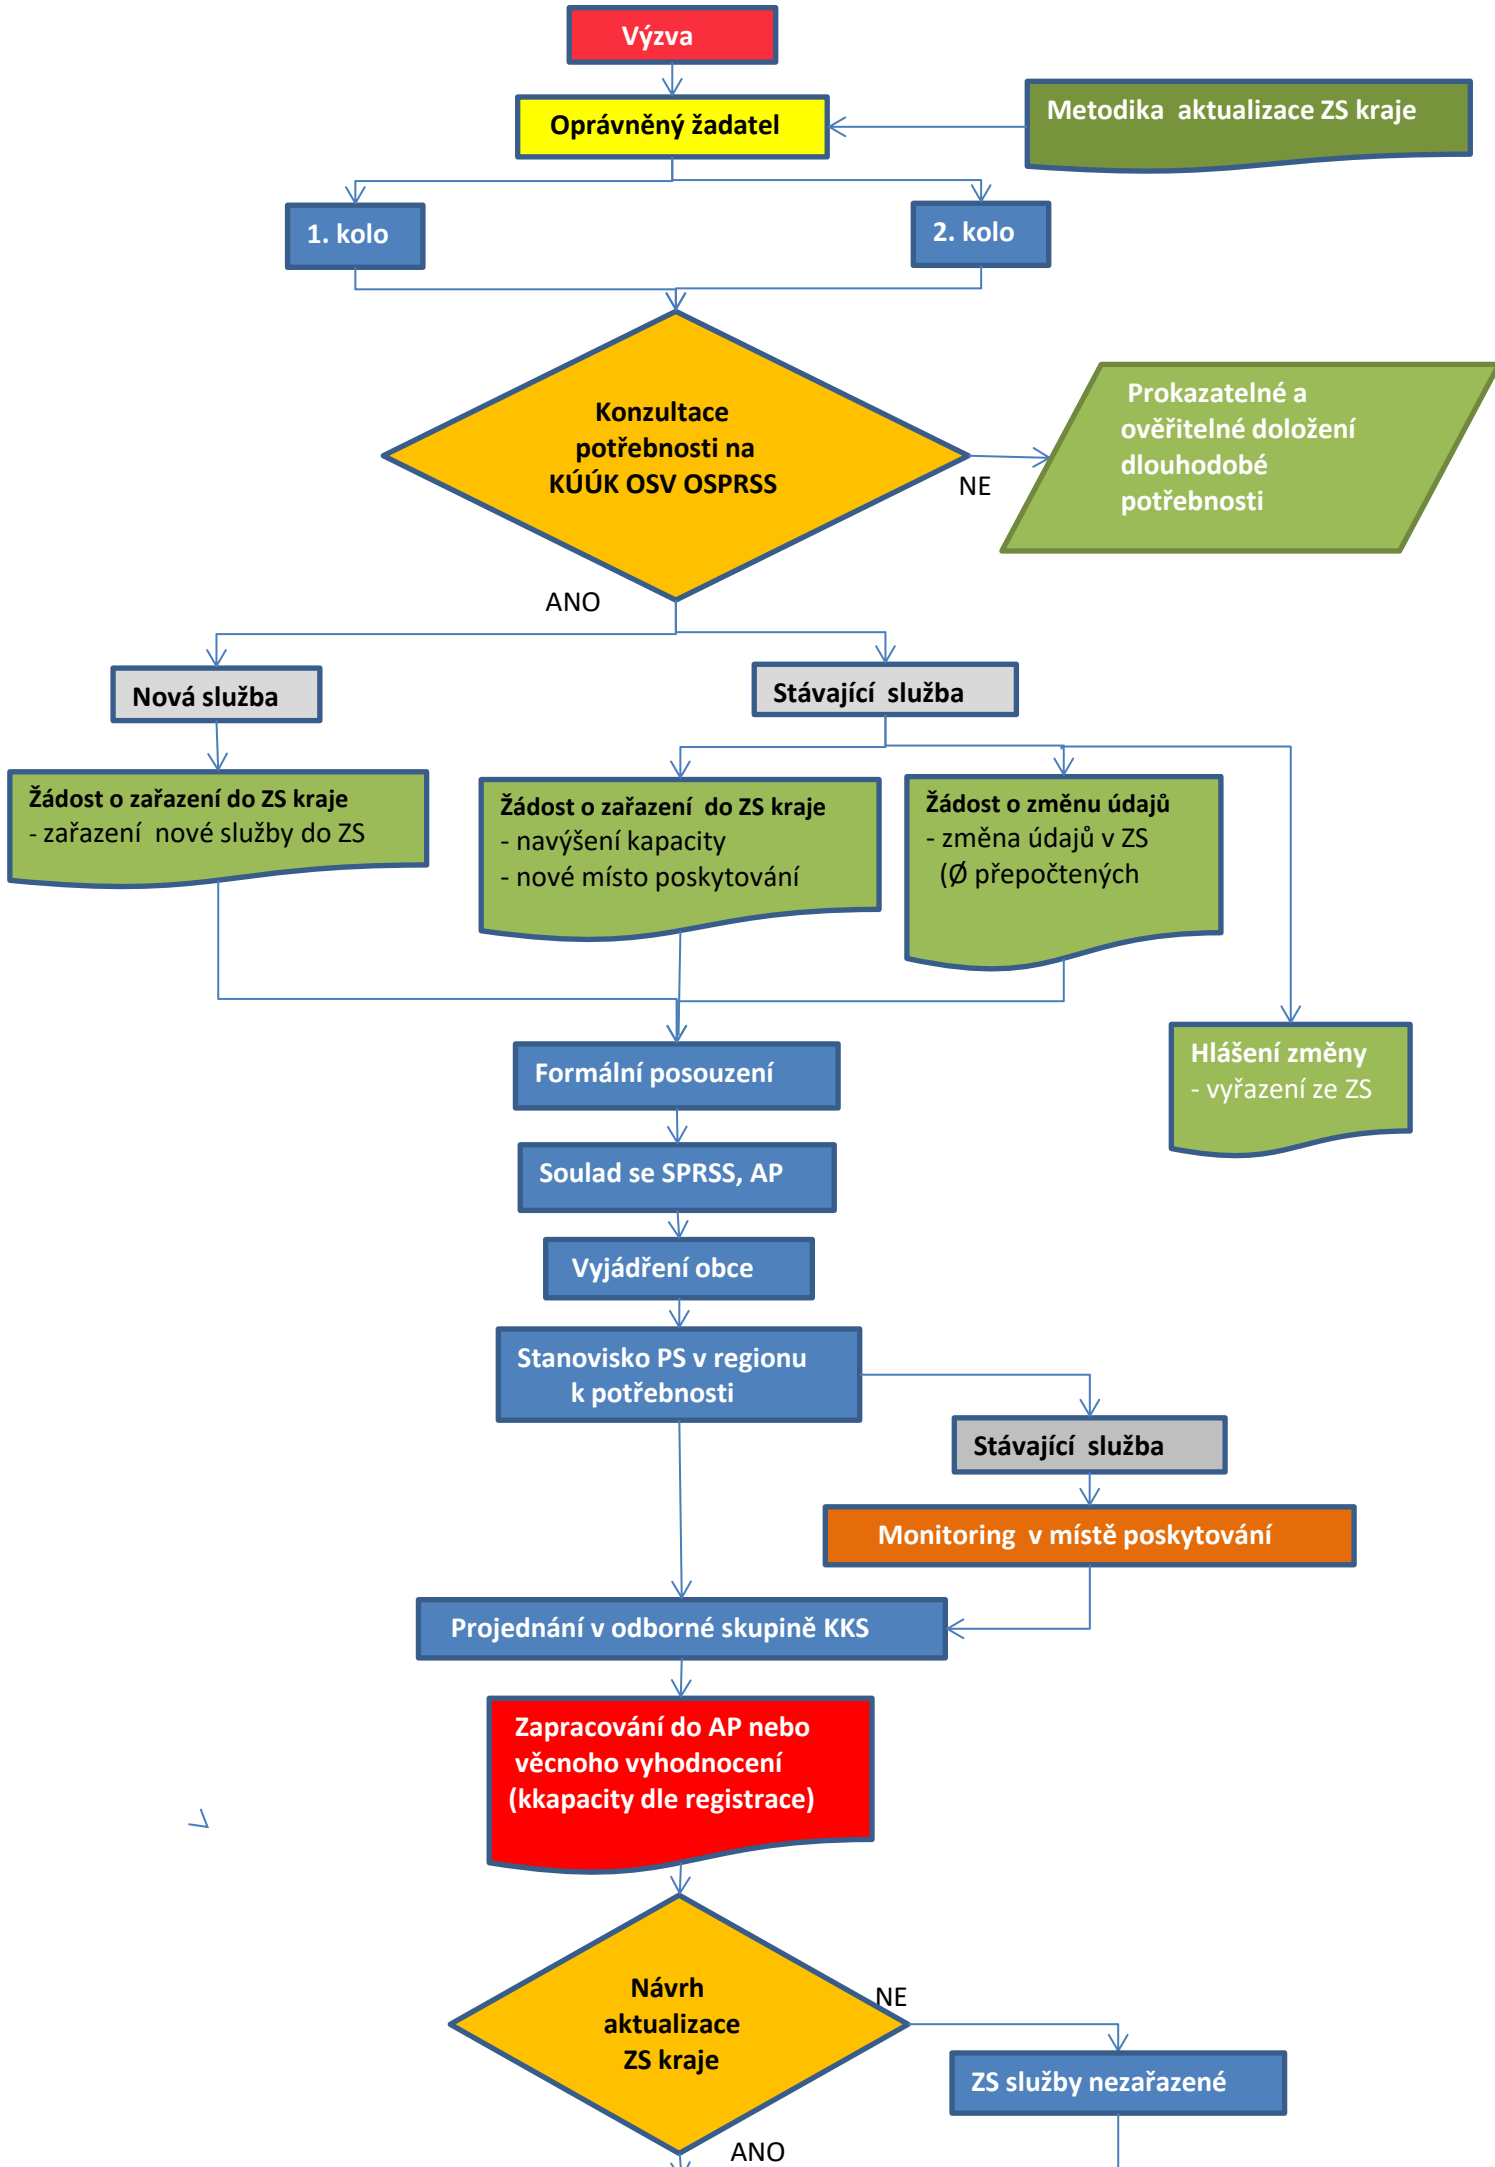 Výzva
Oprávněný žadatel
Metodika  aktualizace ZS kraje
1. kolo
2. kolo
Konzultace
potřebnosti na
KÚÚK OSV OSPRSS
NE
Prokazatelné a
ověřitelné doložení
dlouhodobé
potřebnosti
ANO
Nová služba
Stávající  služba
Žádost o zařazení do ZS kraje
- zařazení  nové služby do ZS
Žádost o zařazení  do ZS kraje
- navýšení kapacity
- nové místo poskytování
Žádost o změnu údajů
- změna údajů v ZS
(Ø přepočtených
Formální posouzení
Hlášení změny
- vyřazení ze ZS
Soulad se SPRSS, AP
Vyjádření obce
Stanovisko PS v regionu
k potřebnosti
Stávající  služba
Monitoring  v místě poskytování
Projednání v odborné skupině KKS
Zapracování do AP nebo
věcnoho vyhodnocení
(kkapacity dle registrace)
Návrh
aktualizace
ZS kraje
NE
ZS služby nezařazené
ANO